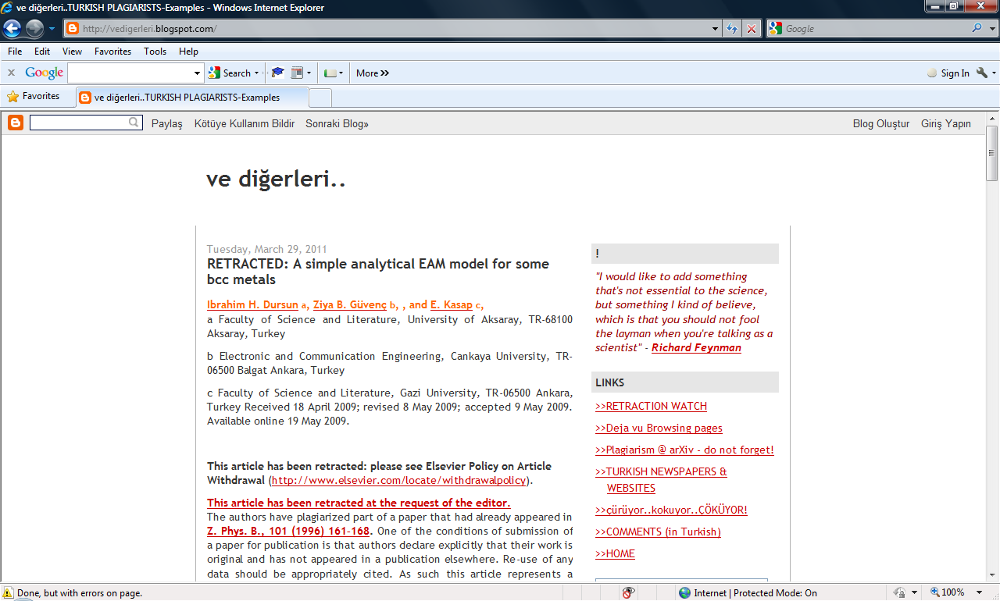 ve diğerleri..TURKISH PLAGIARISTS-Examples - Windows Internet Explorer
http://vedigerleri.blogspot.com/
Google
File Edit View Favorites Tools Help
x Google Search More >> Sign In
Favorites ve diğerleri..TURKISH PLAGIARISTS-Examples
Paylaş Kötüye Kullanım Bildir Sonraki Blog» Blog Oluştur Giriş Yapın
ve diğerleri..
Tuesday, March 29, 2011
RETRACTED: A simple analytical EAM model for some
bcc metals
Ibrahim H. Dursun a, Ziya B. Güvenç b, , and E. Kasap c,
a Faculty of Science and Literature, University of Aksaray, TR-68100
Aksaray, Turkey
b Electronic and Communication Engineering, Cankaya University, TR-
06500 Balgat Ankara, Turkey
c Faculty of Science and Literature, Gazi University, TR-06500 Ankara,
Turkey Received 18 April 2009; revised 8 May 2009; accepted 9 May 2009.
Available online 19 May 2009.
This article has been retracted: please see Elsevier Policy on Article
Withdrawal (http://www.elsevier.com/locate/withdrawalpolicy).
This article has been retracted at the request of the editor.
The authors have plagiarized part of a paper that had already appeared in
Z. Phys. B., 101 (1996) 161-168. One of the conditions of submission of
a paper for publication is that authors declare explicitly that their work is
original and has not appeared in a publication elsewhere. Re-use of any
data should be appropriately cited. As such this article represents a
!
"I would like to add something
that's not essential to the science,
but something I kind of believe,
which is that you should not fool
the layman when you're talking as a
scientist" - Richard Feynman
LINKS
>>RETRACTION WATCH
>>Deja vu Browsing pages
>>Plagiarism @ arXiv - do not forget!
>>TURKISH NEWSPAPERS &
WEBSITES
>>çürüyor..kokuyor..ÇÖKÜYOR!
>>COMMENTS (in Turkish)
>>HOME
Done, but with errors on page. Internet | Protected Mode: On 100%